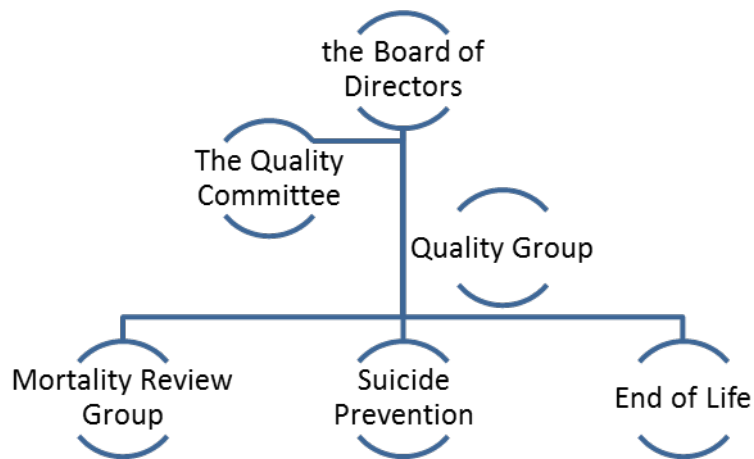 the Board of
Directors
The Quality
Committee
Quality Group
Mortality Review
Group
Suicide
Prevention
End of Life